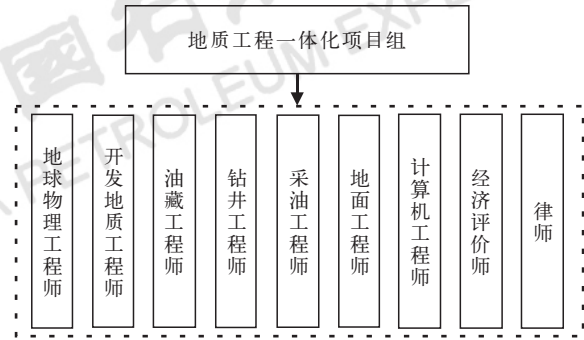 地质工程一体化项目组
地球物理工程师
开发地质工程师
油藏工程师
钻井工程师
采油工程师
地面工程师
计算机工程师
经济评价师
律师
PETROLEUM EXPL